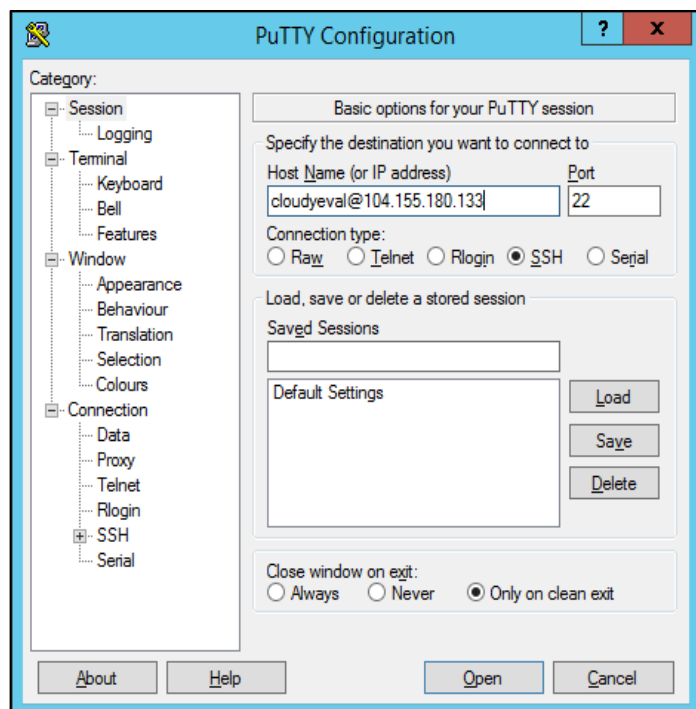 PuTTY Configuration
? x
Category:
Session
Logging
Terminal
Keyboard
Bell
Features
Window
Appearance
Behaviour
Translation
Selection
Colours
Connection
Data
Proxy
Telnet
Rlogin
SSH
Serial
Basic options for your PuTTY session
Specify the destination you want to connect to
Host Name (or IP address) Port
cloudyeval@104.155.180.133 22
Connection type:
Raw Telnet Rlogin SSH Serial
Load, save or delete a stored session
Saved Sessions
Default Settings
Load
Save
Delete
Close window on exit:
Always Never Only on clean exit
About Help Open Cancel